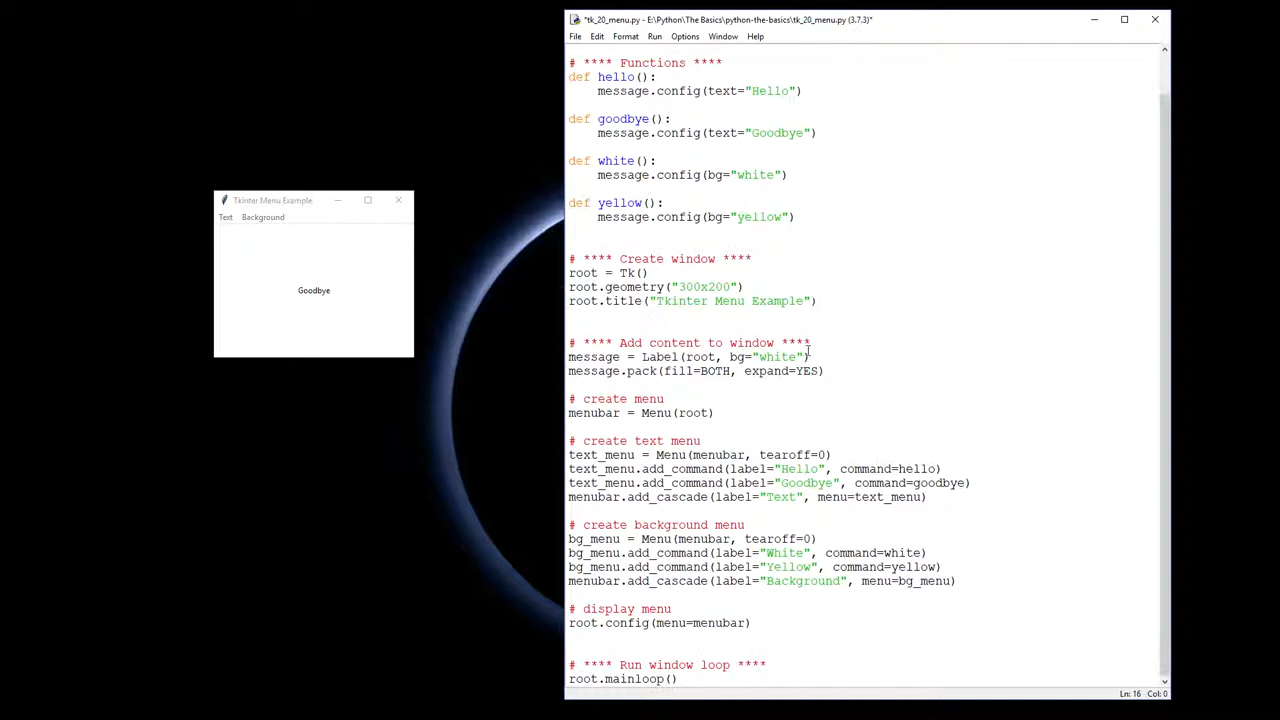 *tk_20_menu.py - E:\Python\The Basics\python-the-basics\tk_20_menu.py (3.7.3)*
File Edit Format Run Options Window Help
# **** Functions ****
def hello():
    message.config(text="Hello")
def goodbye():
    message.config(text="Goodbye")
def white():
    message.config(bg="white")
def yellow():
    message.config(bg="yellow")
# **** Create window ****
root = Tk()
root.geometry("300x200")
root.title("Tkinter Menu Example")
# **** Add content to window ****
message = Label(root, bg="white")
message.pack(fill=BOTH, expand=YES)
# create menu
menubar = Menu(root)
# create text menu
text_menu = Menu(menubar, tearoff=0)
text_menu.add_command(label="Hello", command=hello)
text_menu.add_command(label="Goodbye", command=goodbye)
menubar.add_cascade(label="Text", menu=text_menu)
# create background menu
bg_menu = Menu(menubar, tearoff=0)
bg_menu.add_command(label="White", command=white)
bg_menu.add_command(label="Yellow", command=yellow)
menubar.add_cascade(label="Background", menu=bg_menu)
# display menu
root.config(menu=menubar)
# **** Run window loop ****
root.mainloop()
Ln: 16 Col: 0
Tkinter Menu Example
Text Background
Goodbye